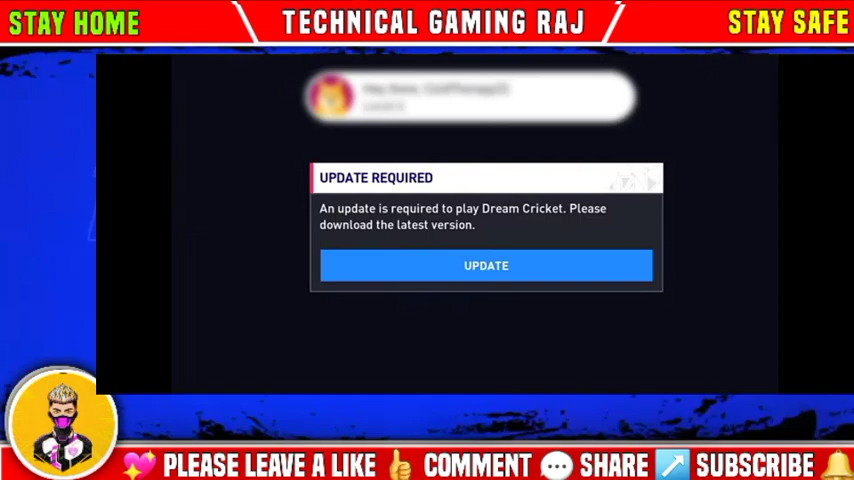 STAY HOME
TECHNICAL GAMING RAJ
STAY SAFE
UPDATE REQUIRED
An update is required to play Dream Cricket. Please
download the latest version.
UPDATE
PLEASE LEAVE A LIKE COMMENT SHARE SUBSCRIBE